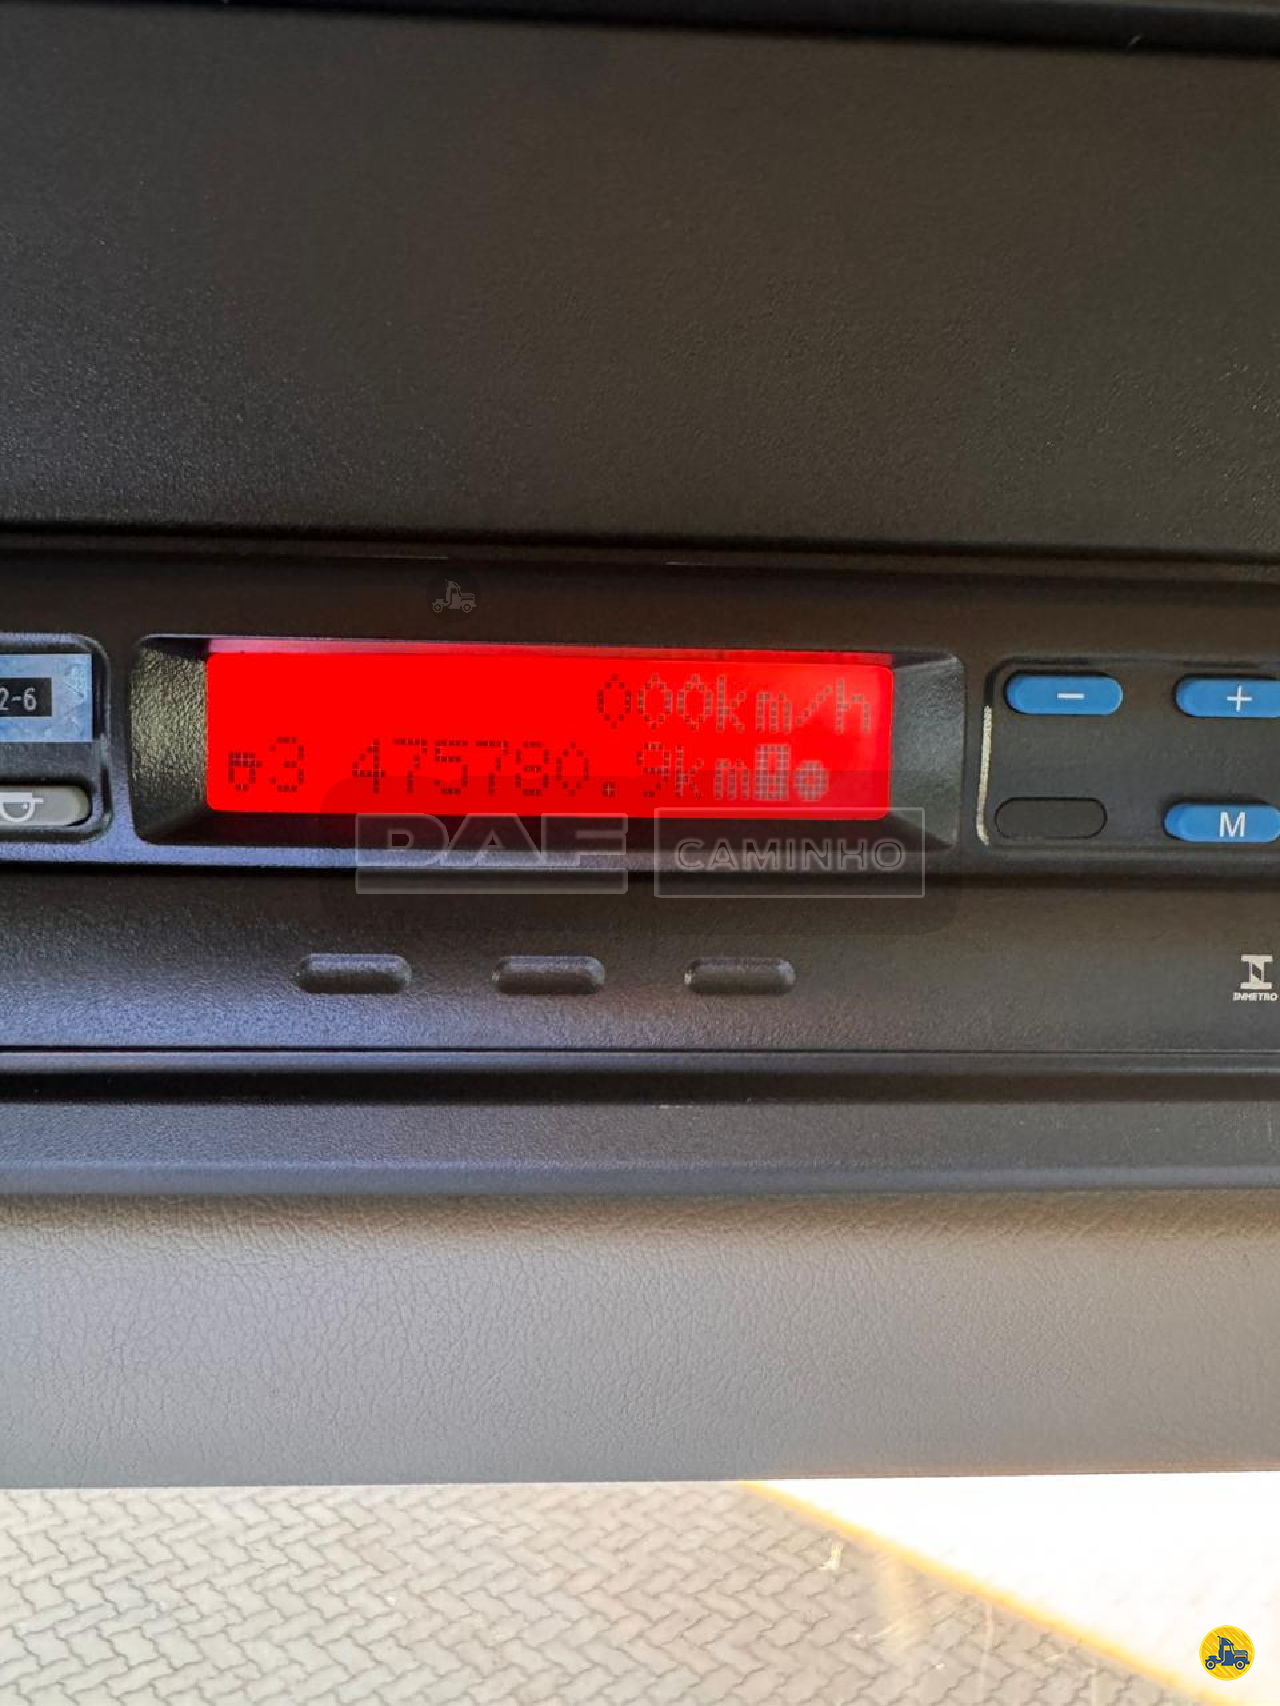 000km/h
3 475780.9km
2-6
M
DAF CAMINHO
INMETRO